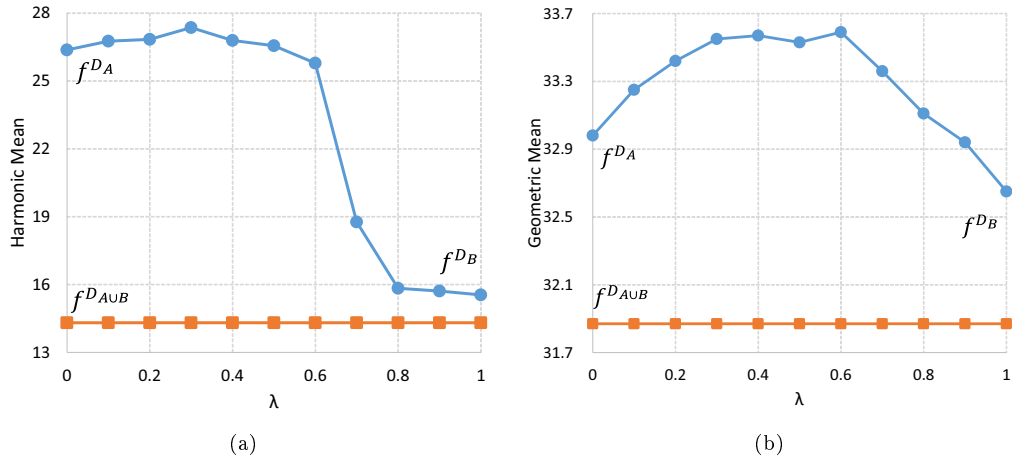 28
25
22
19
16
13
Harmonic Mean
f^{D_A}
f^{D_B}
f^{D_{A∪B}}
0 0.2 0.4 0.6 0.8 1
λ
(a)
33.7
33.3
32.9
32.5
32.1
31.7
Geometric Mean
f^{D_A}
f^{D_B}
f^{D_{A∪B}}
0 0.2 0.4 0.6 0.8 1
λ
(b)